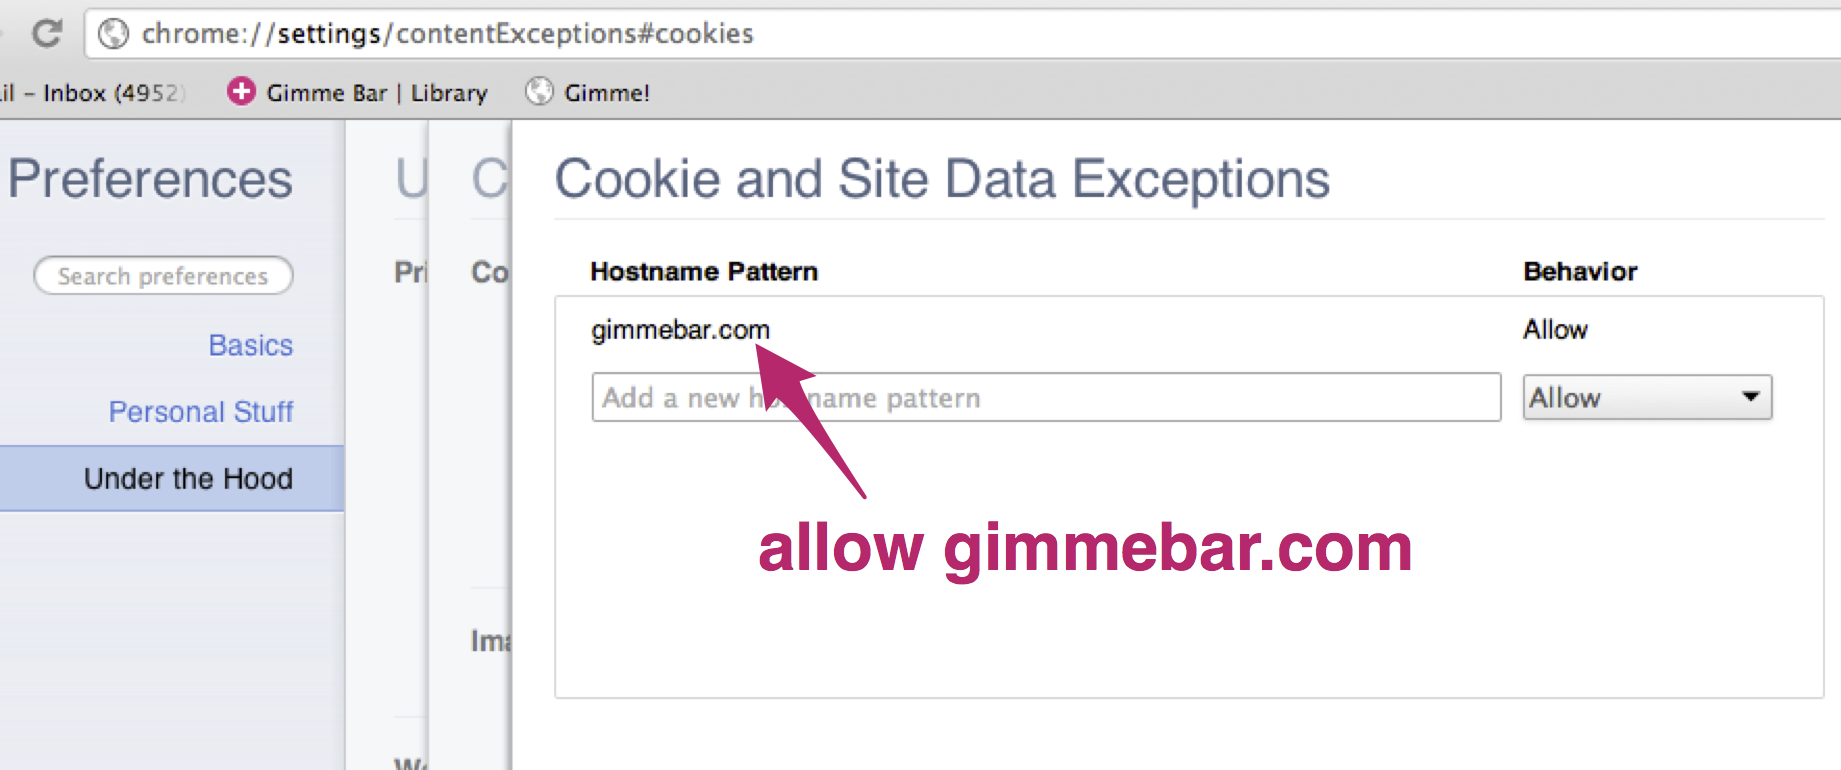 chrome://settings/contentExceptions#cookies
il – Inbox (4952) Gimme Bar | Library Gimme!
Preferences
Search preferences
Basics
Personal Stuff
Under the Hood
U
Pri
C
Co
Ima
Cookie and Site Data Exceptions
Hostname Pattern Behavior
gimmebar.com Allow
Add a new hostname pattern Allow
allow gimmebar.com